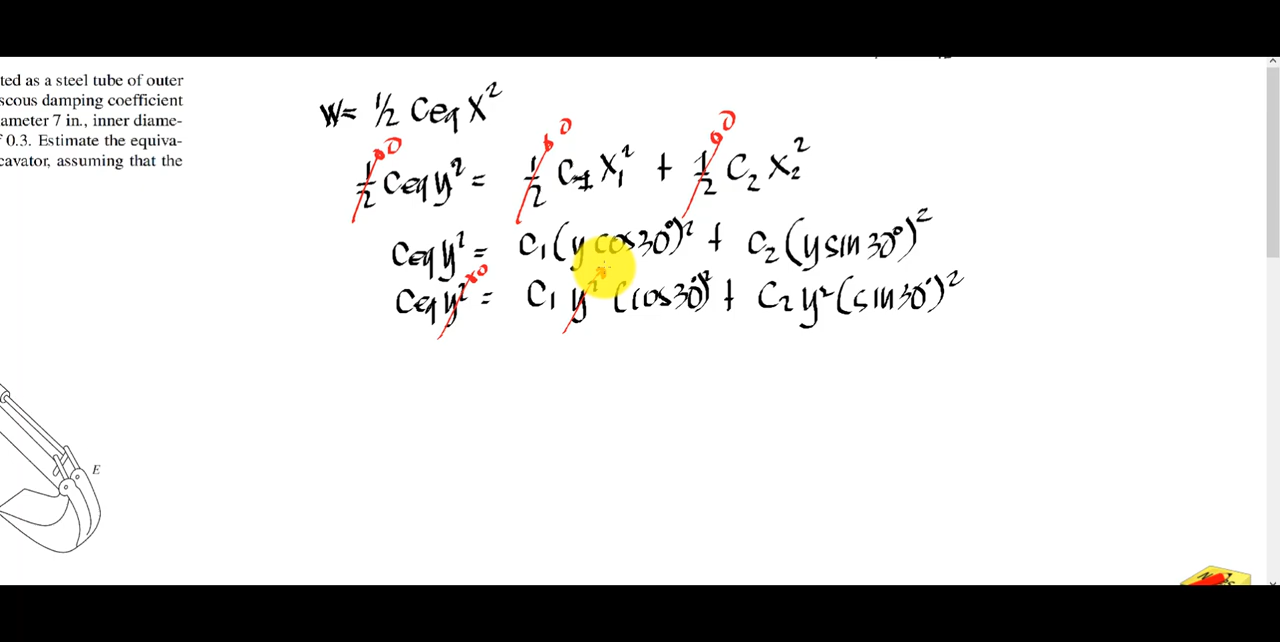 ted as a steel tube of outer
scous damping coefficient
ameter 7 in., inner diame-
f 0.3. Estimate the equiva-
cavator, assuming that the
W= 1/2 Ceq X²
1/2 Ceq y² = 1/2 C1 X1² + 1/2 C2 X2²
Ceq y² = C1 (y cos 30°)² + C2 (y sin 30°)²
Ceq y² = C1 y² (cos 30°)² + C2 y² (sin 30°)²
E